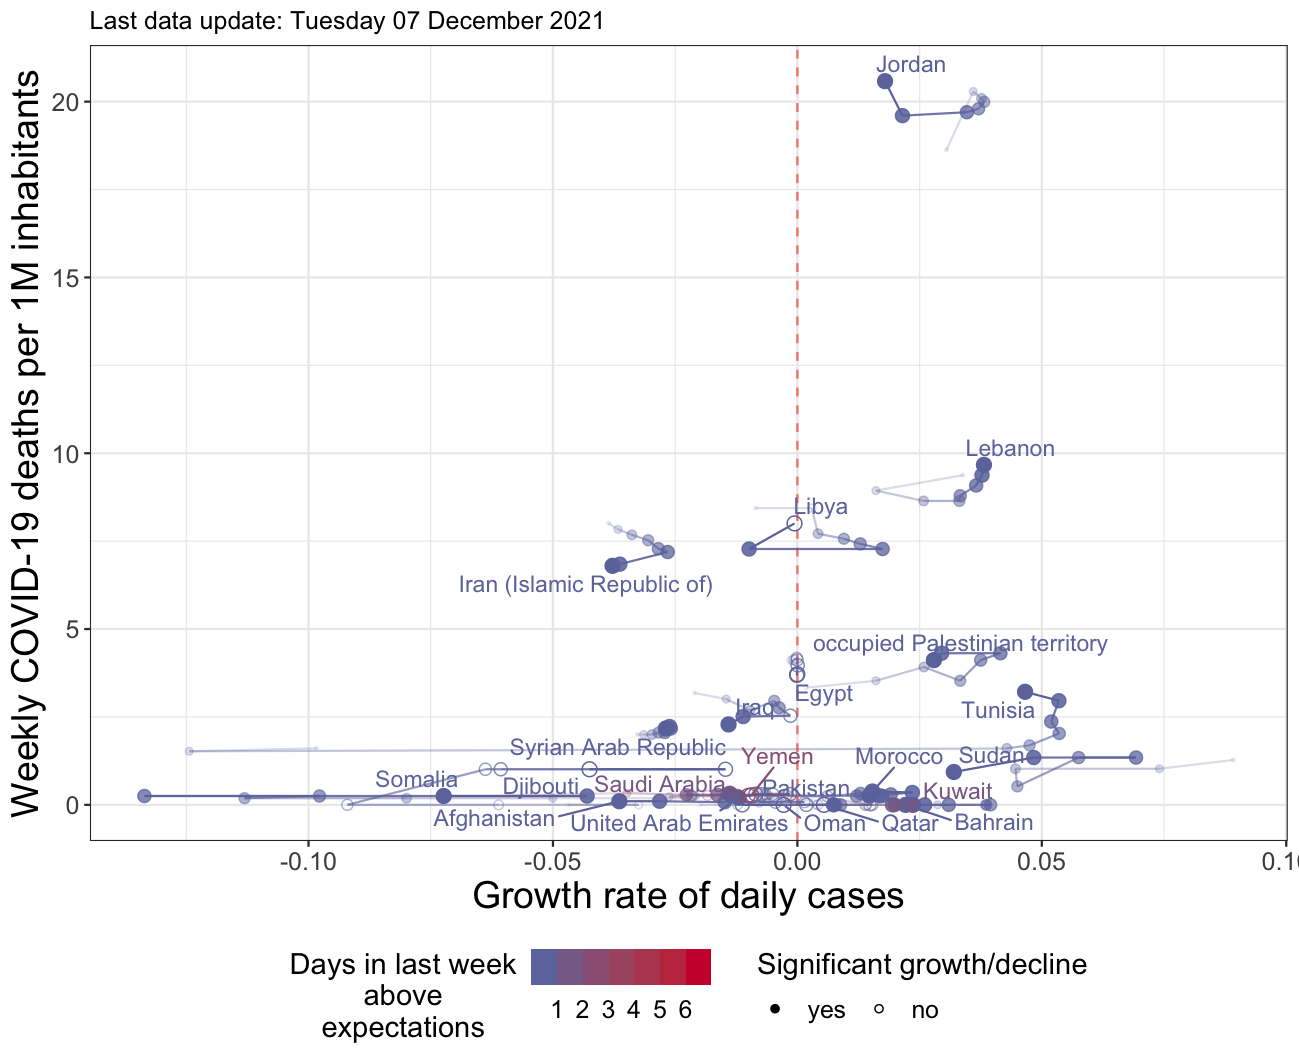 Last data update: Tuesday 07 December 2021
Weekly COVID-19 deaths per 1M inhabitants
20
15
10
5
0
Jordan
Lebanon
Libya
Iran (Islamic Republic of)
occupied Palestinian territory
Egypt
Iraq
Tunisia
Syrian Arab Republic
Yemen
Morocco
Sudan
Somalia
Djibouti
Saudi Arabia
Pakistan
Kuwait
Afghanistan
United Arab Emirates
Oman
Qatar
Bahrain
-0.10
-0.05
0.00
0.05
0.10
Growth rate of daily cases
Days in last week
above
expectations
1 2 3 4 5 6
Significant growth/decline
yes
no